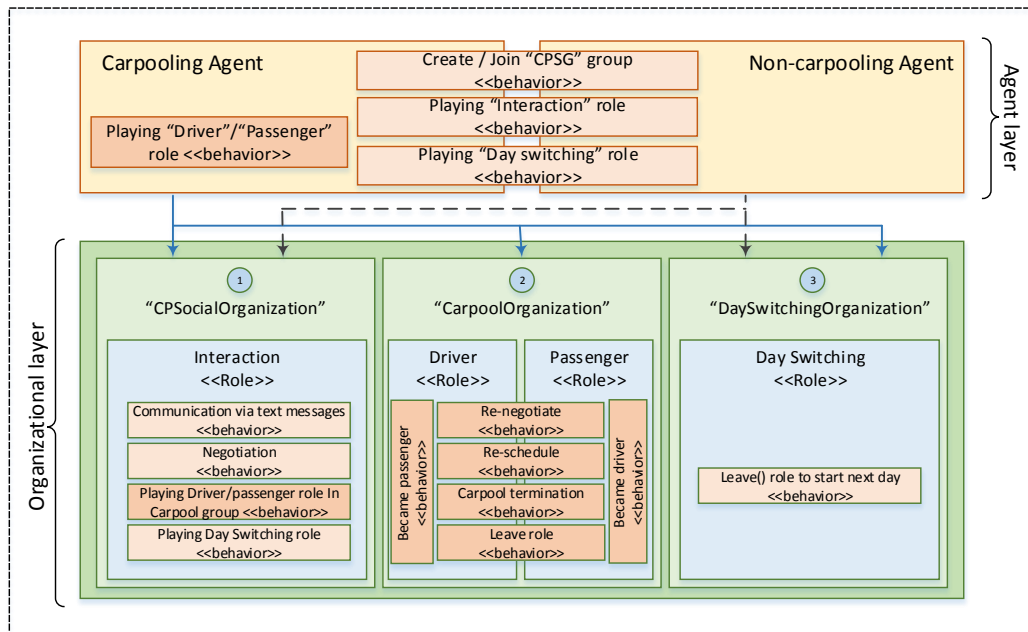 Carpooling Agent
Create / Join “CPSG” group
<<behavior>>
Non-carpooling Agent
Playing “Interaction” role
<<behavior>>
Playing “Driver”/“Passenger”
role <<behavior>>
Playing “Day switching” role
<<behavior>>
Agent layer
Organizational layer
1
“CPSocialOrganization”
Interaction
<<Role>>
Communication via text messages
<<behavior>>
Negotiation
<<behavior>>
Playing Driver/passenger role In
Carpool group <<behavior>>
Playing Day Switching role
<<behavior>>
2
“CarpoolOrganization”
Driver
<<Role>>
Passenger
<<Role>>
Became passenger
<<behavior>>
Re-negotiate
<<behavior>>
Re-schedule
<<behavior>>
Carpool termination
<<behavior>>
Leave role
<<behavior>>
Became driver
<<behavior>>
3
“DaySwitchingOrganization”
Day Switching
<<Role>>
Leave() role to start next day
<<behavior>>